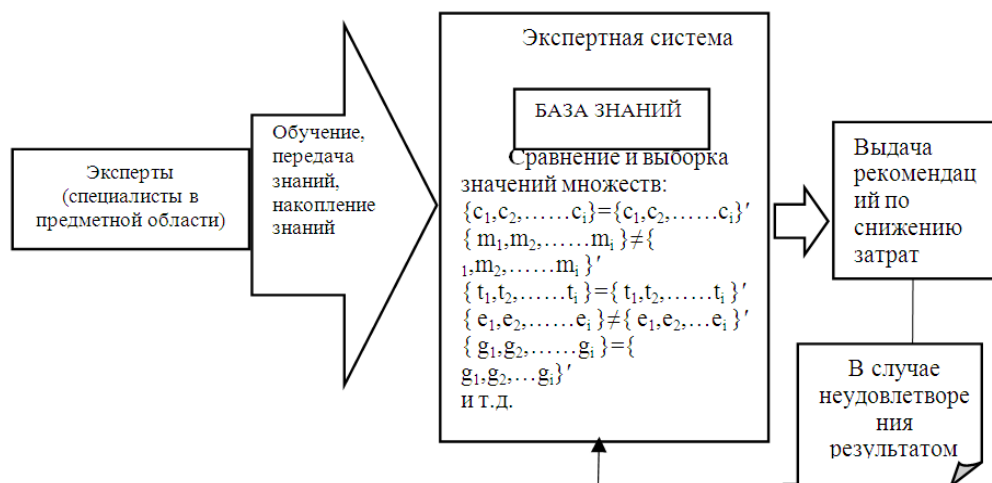 Эксперты
(специалисты в
предметной области)
Обучение,
передача
знаний,
накопление
знаний
Экспертная система
БАЗА ЗНАНИЙ
Сравнение и выборка
значений множеств:
{c₁,c₂,……cᵢ}={c₁,c₂,……cᵢ}′
{ m₁,m₂,……mᵢ }≠{
₁,m₂,……mᵢ }′
{ t₁,t₂,……tᵢ }={ t₁,t₂,……tᵢ }′
{ e₁,e₂,……eᵢ }≠{ e₁,e₂,…eᵢ }′
{ g₁,g₂,……gᵢ }={
g₁,g₂,…gᵢ}′
и т.д.
Выдача
рекомендац
ий по
снижению
затрат
В случае
неудовлетворе
ния
результатом